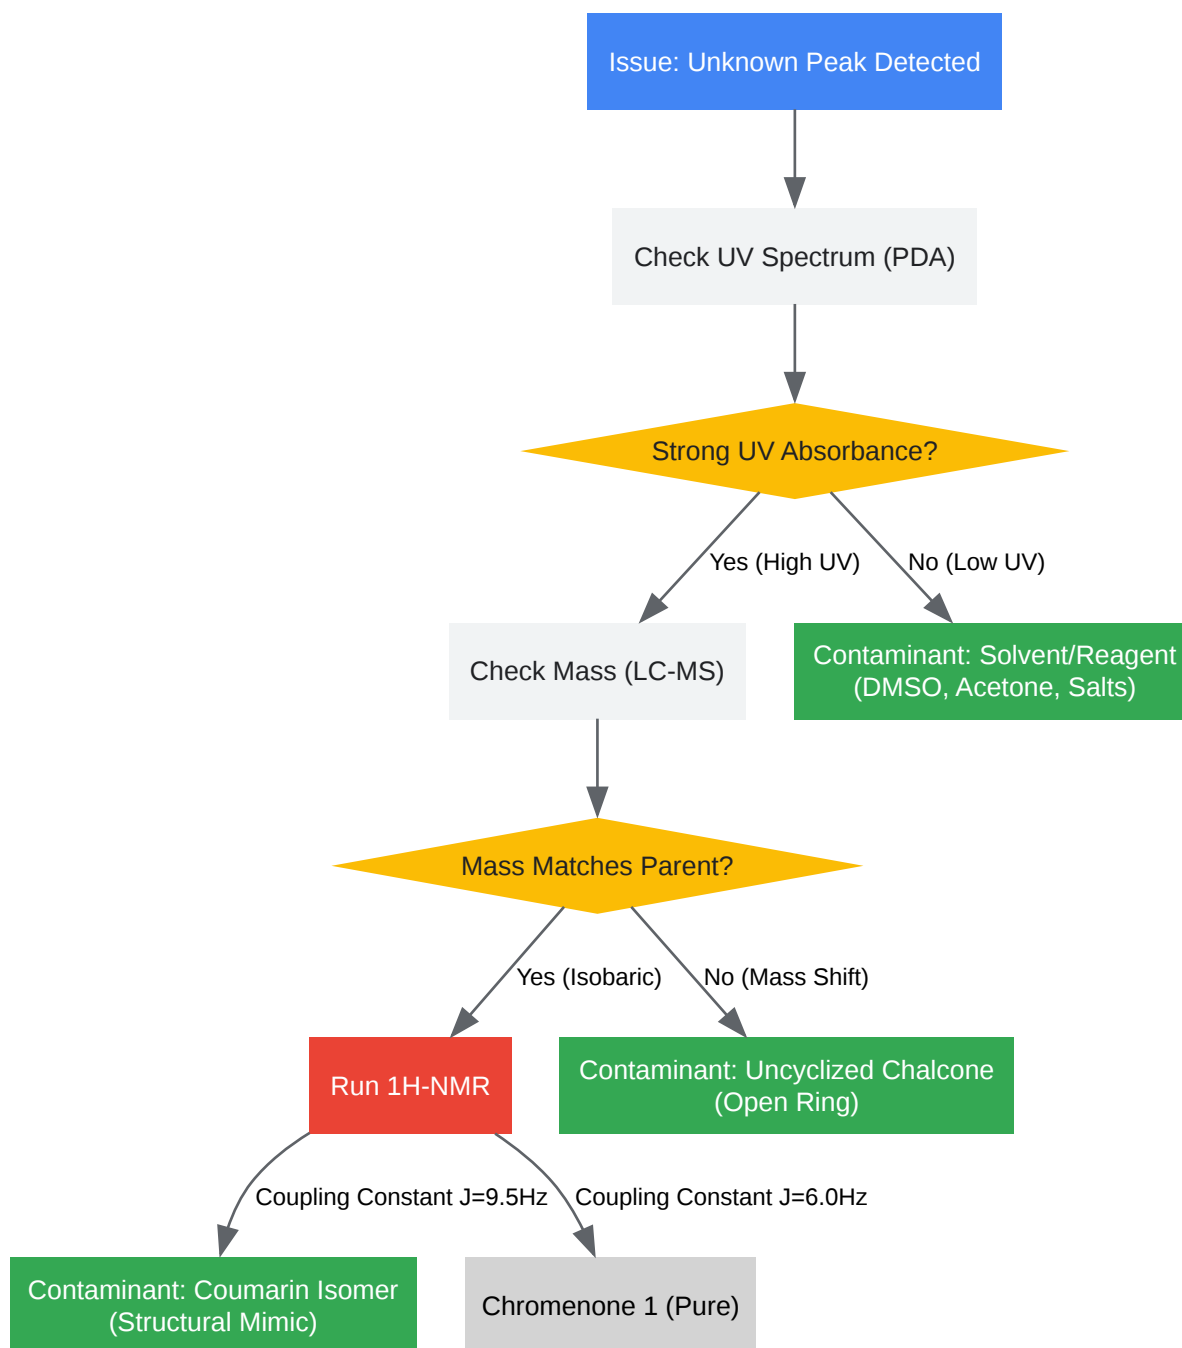 Issue: Unknown Peak Detected
Check UV Spectrum (PDA)
Strong UV Absorbance?
Yes (High UV)
No (Low UV)
Check Mass (LC-MS)
Contaminant: Solvent/Reagent
(DMSO, Acetone, Salts)
Mass Matches Parent?
Yes (Isobaric)
No (Mass Shift)
Run 1H-NMR
Contaminant: Uncyclized Chalcone
(Open Ring)
Coupling Constant J=9.5Hz
Coupling Constant J=6.0Hz
Contaminant: Coumarin Isomer
(Structural Mimic)
Chromenone 1 (Pure)